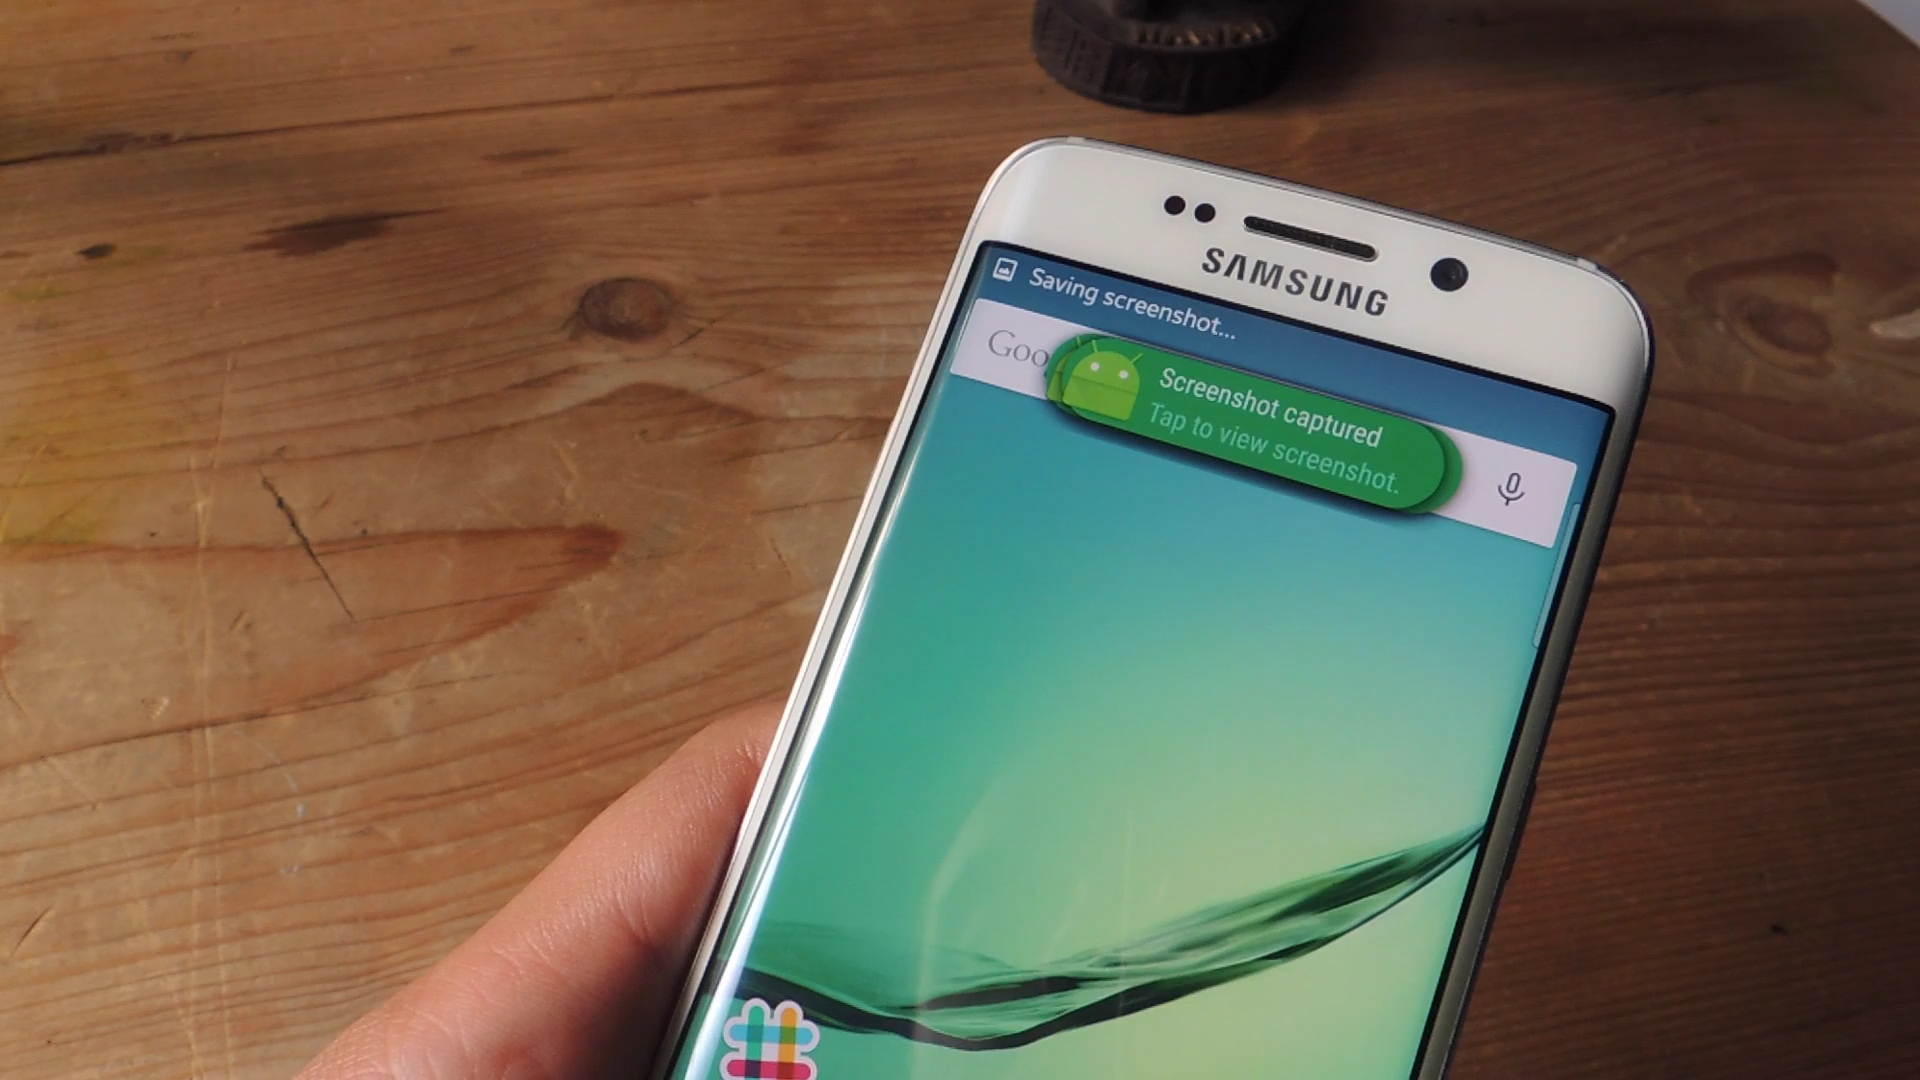 SAMSUNG
Saving screenshot...
Goo
Screenshot captured
Tap to view screenshot.